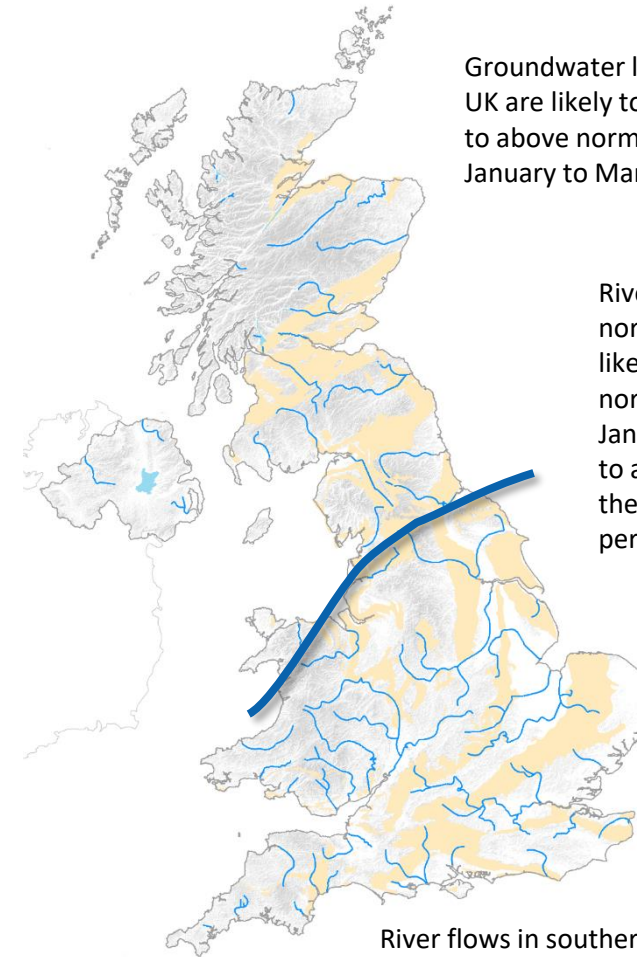 Groundwater l
UK are likely to
to above norm
January to Mar
Rive
nor
like
nor
Jan
to a
the
per
River flows in southern